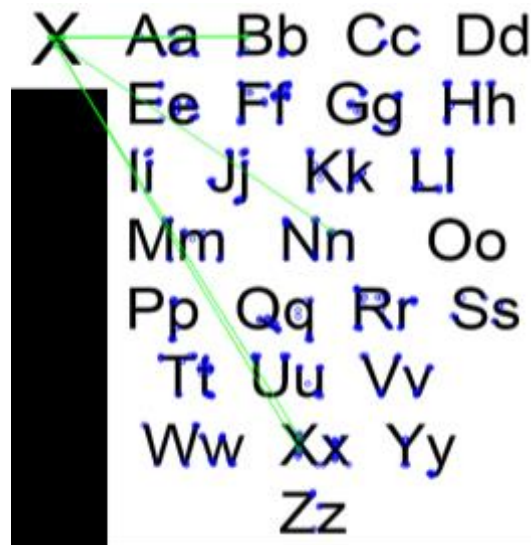 X Aa Bb Cc Dd
Ee Ff Gg Hh
Ii Jj Kk Ll
Mm Nn Oo
Pp Qq Rr Ss
Tt Uu Vv
Ww Xx Yy
Zz